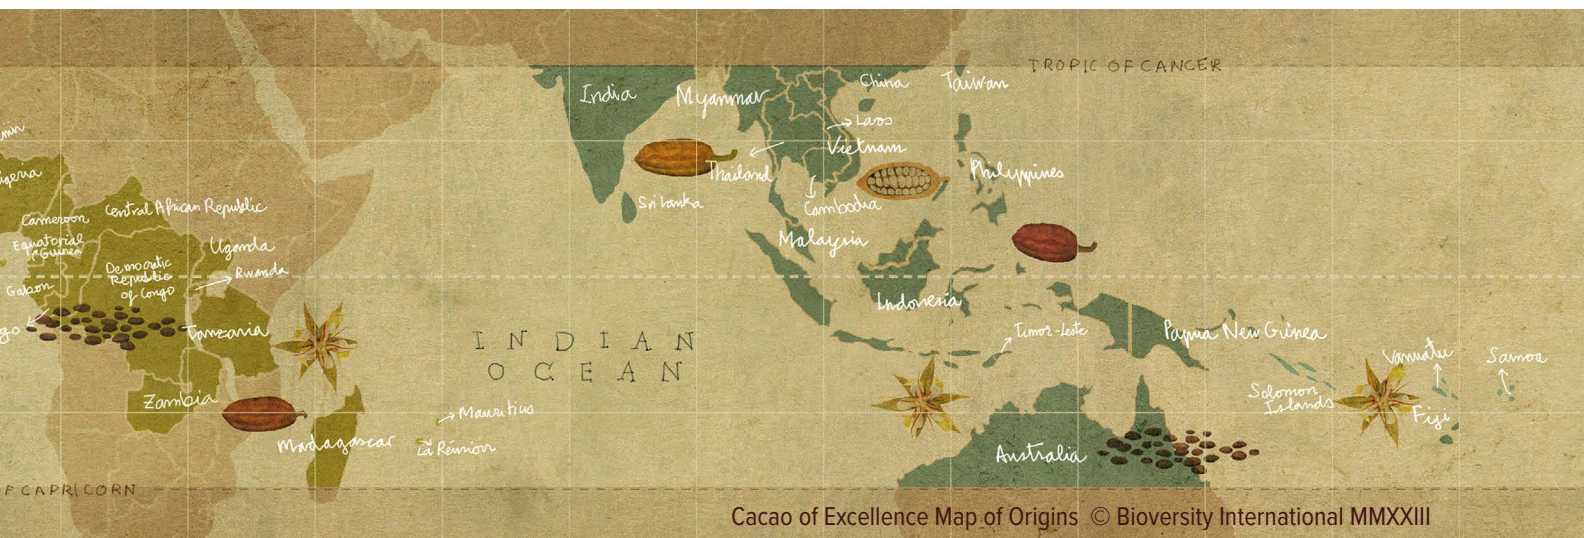 TROPIC OF CANCER
India
Myanmar
China
Taiwan
Laos
Vietnam
Thailand
Philippines
Sri Lanka
Cambodia
Malaysia
Cameroon
Central African Republic
Equatorial
Guinea
Uganda
Democratic
Republic
of Congo
Rwanda
Gabon
Tanzania
INDIAN
OCEAN
Indonesia
Timor-Leste
Papua New Guinea
Vanuatu
Samoa
Zambia
Solomon
Islands
Fiji
Mauritius
Madagascar
La Réunion
Australia
F CAPRICORN
Cacao of Excellence Map of Origins © Bioversity International MMXXIII